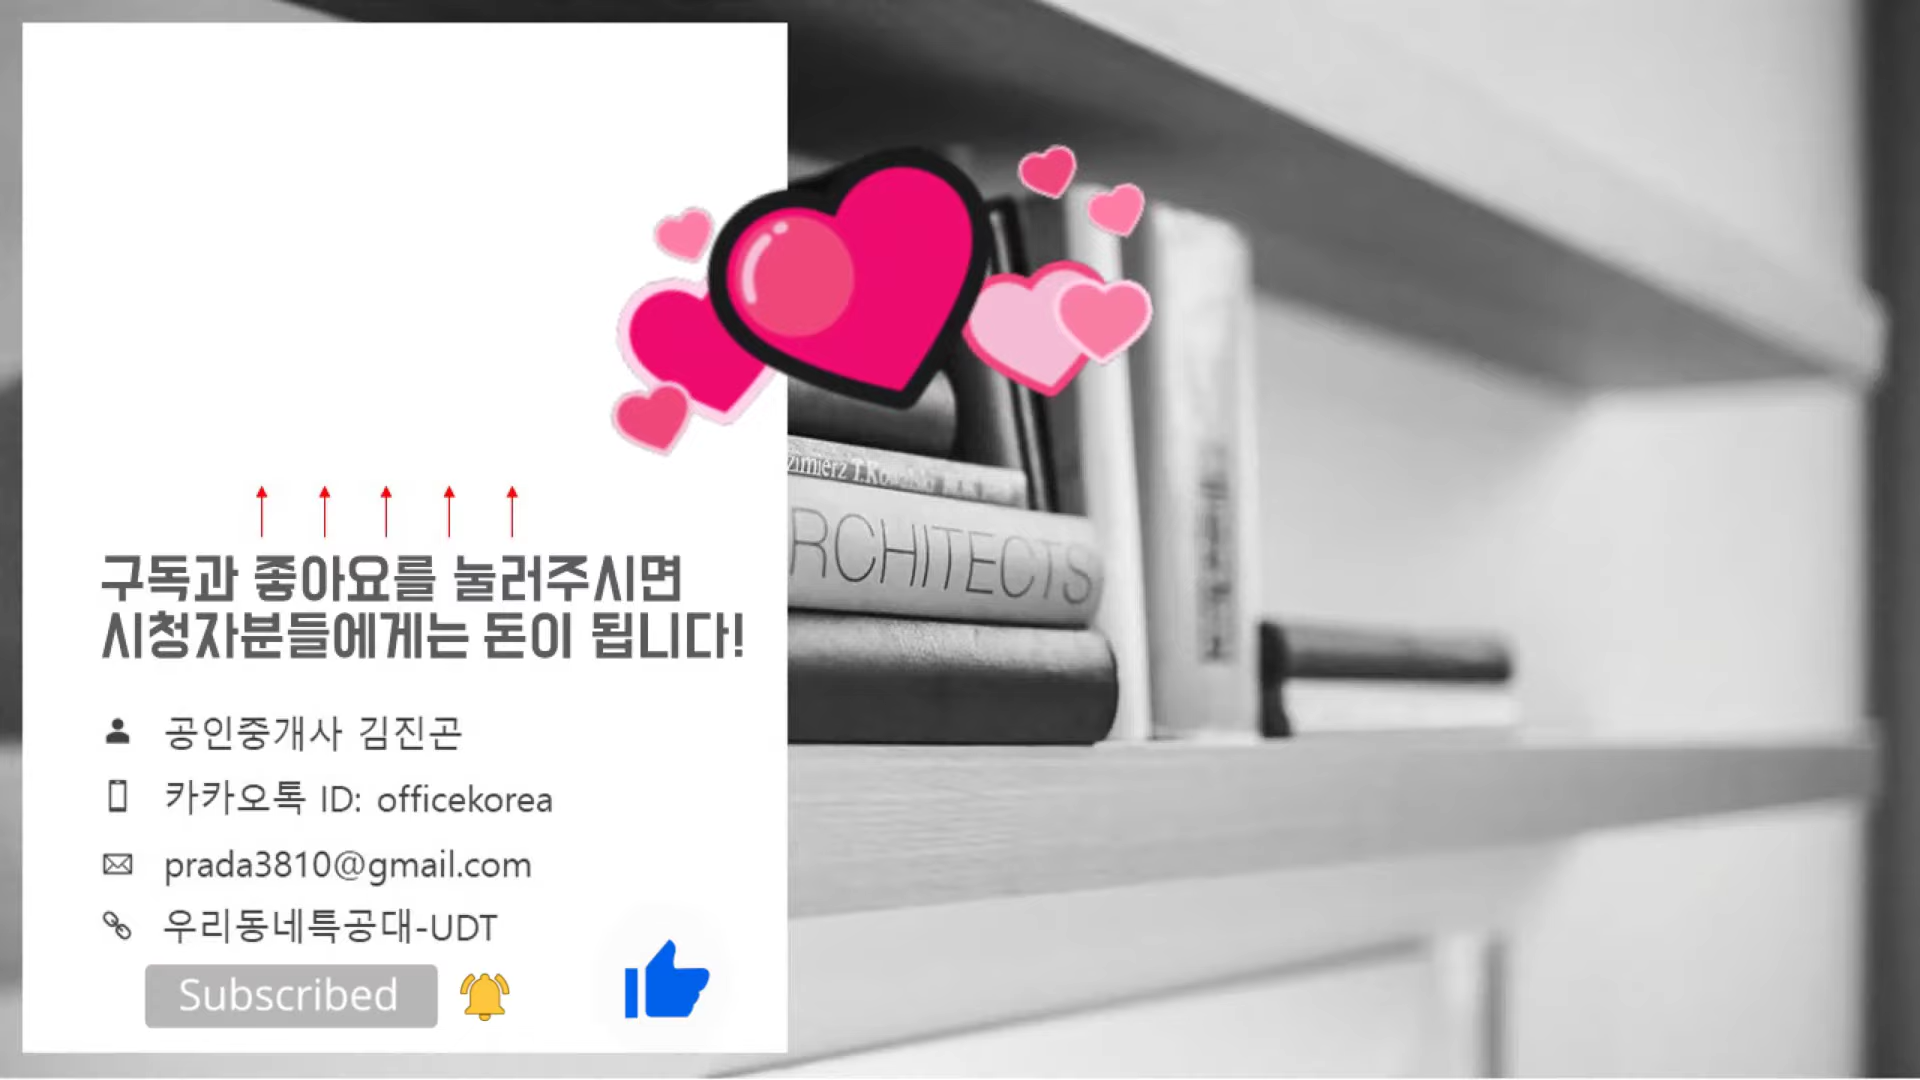 구독과 좋아요를 눌러주시면
시청자분들에게는 돈이 됩니다!
공인중개사 김진곤
카카오톡 ID: officekorea
prada3810@gmail.com
우리동네특공대-UDT
Subscribed
zimierz T.Kowalski
RCHITECTS